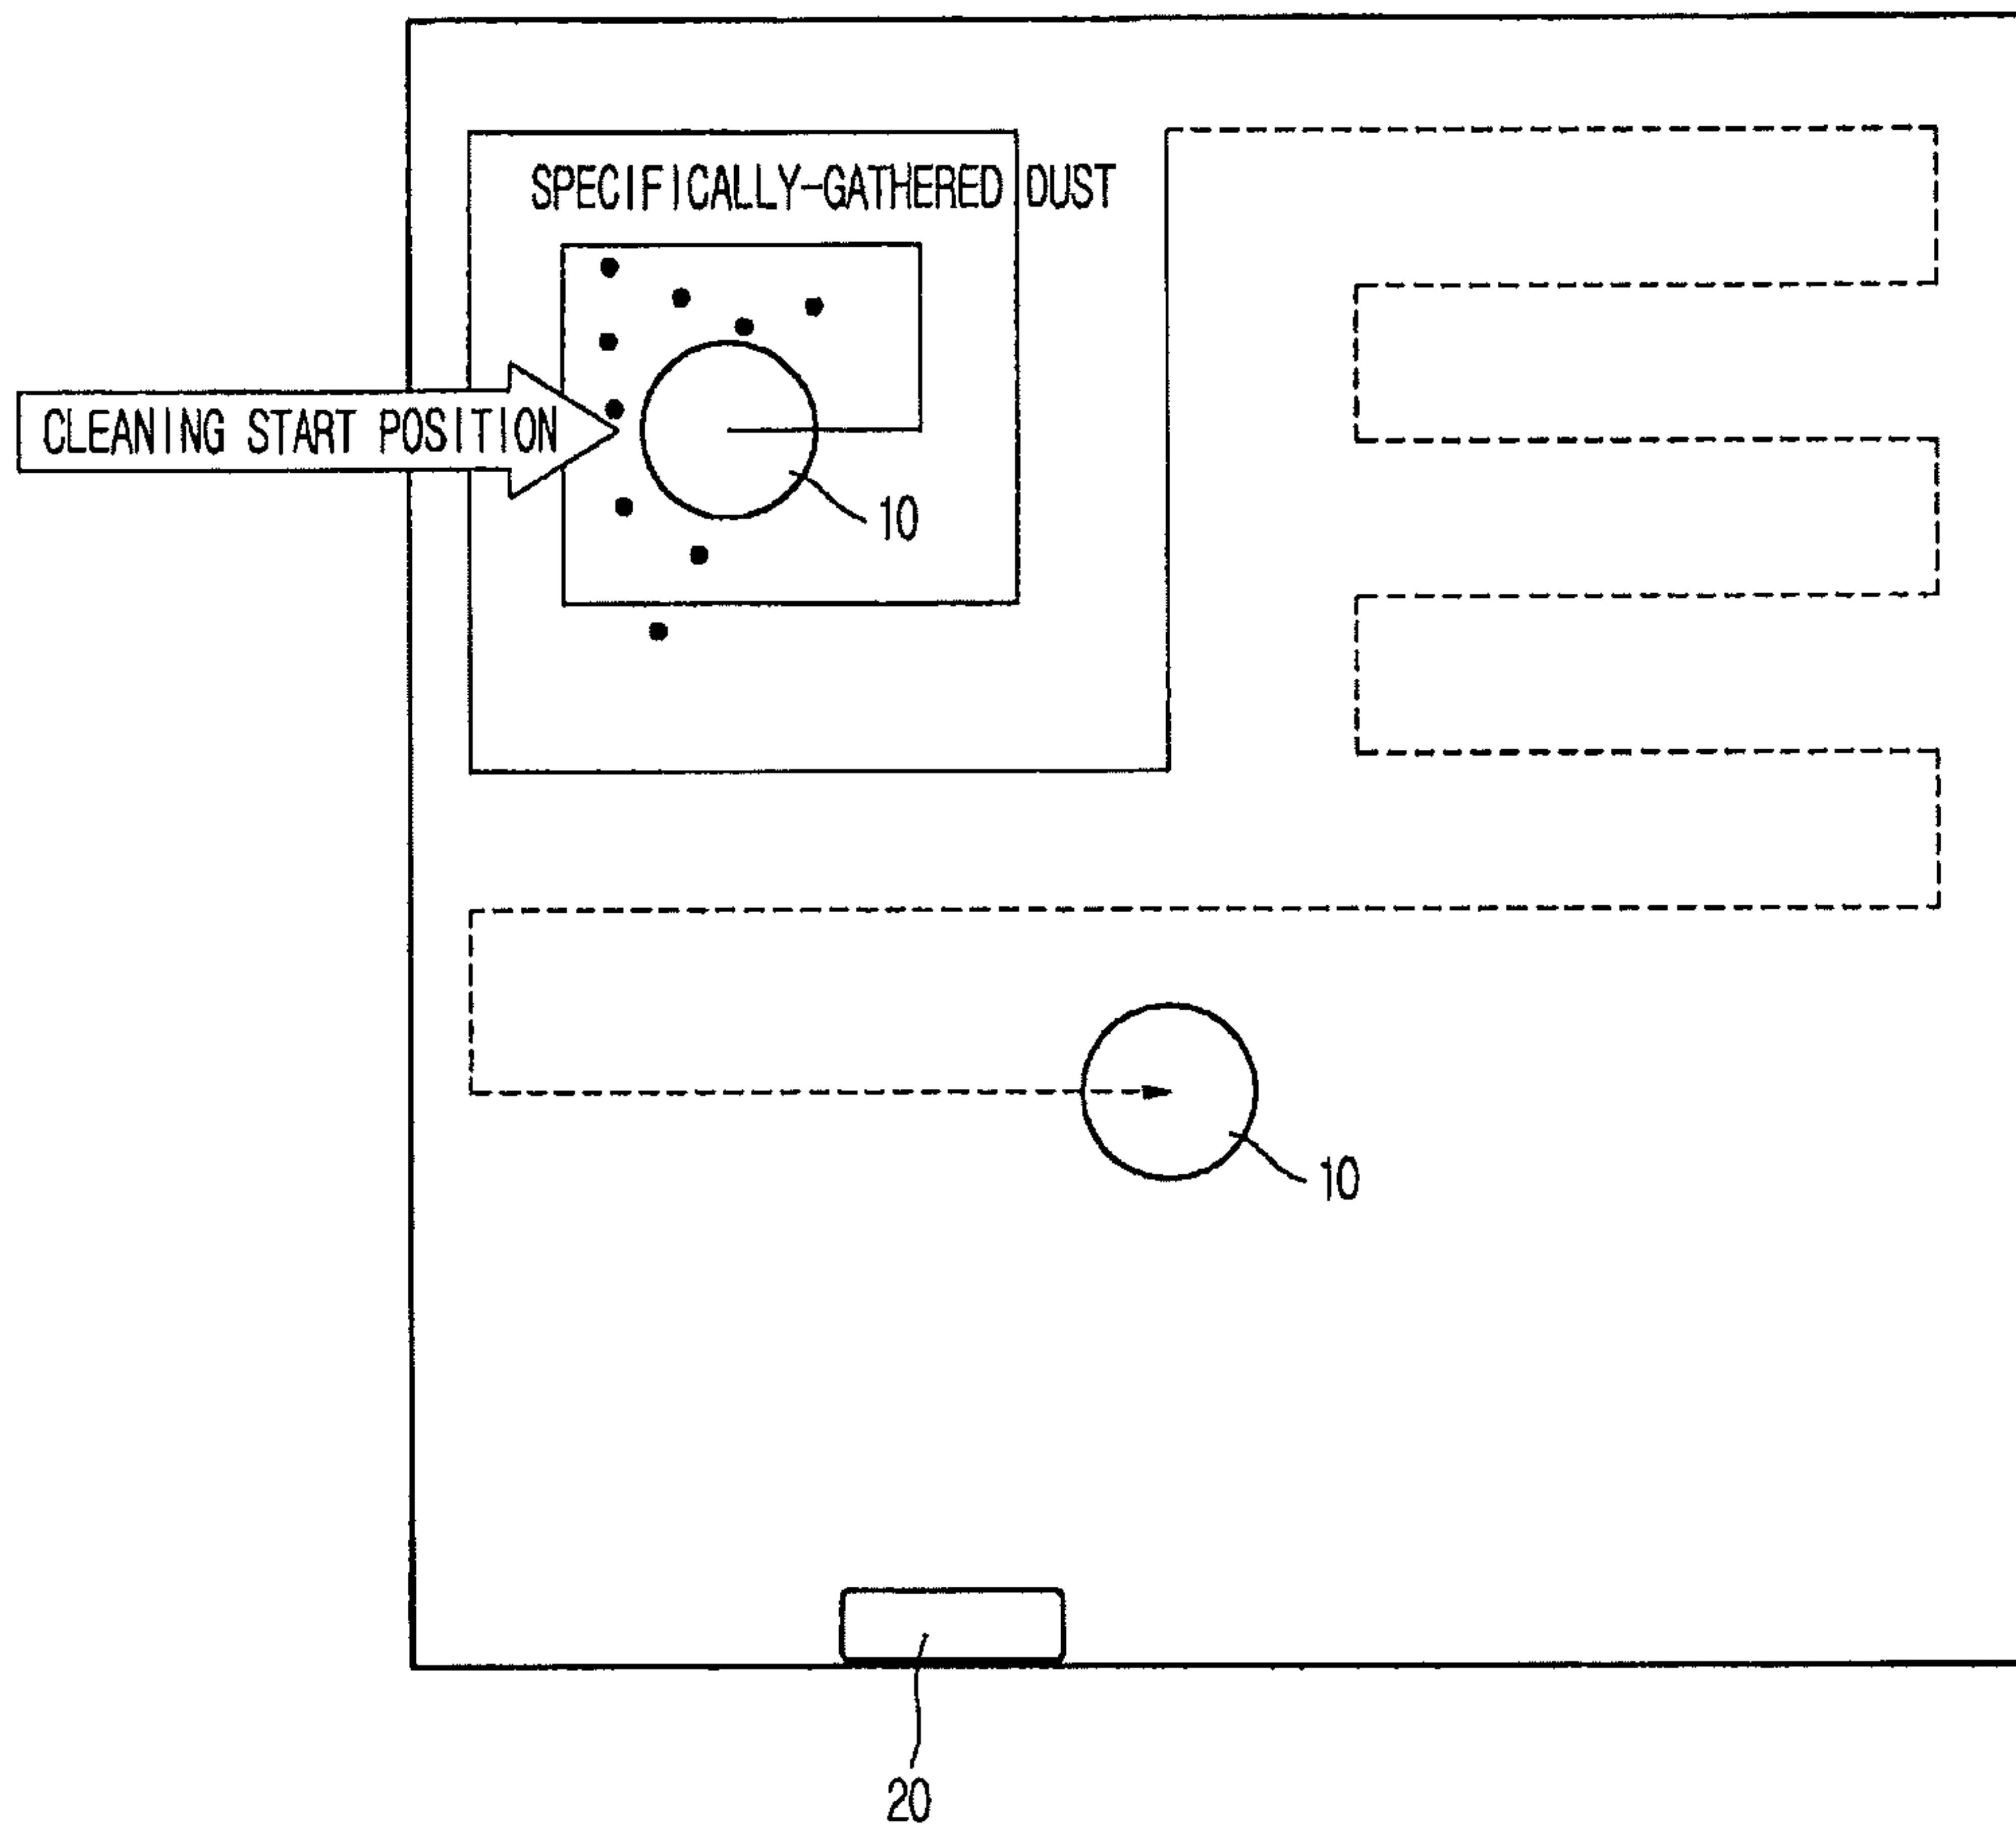 SPECIFICALLY-GATHERED DUST
CLEANING START POSITION
10
10
20